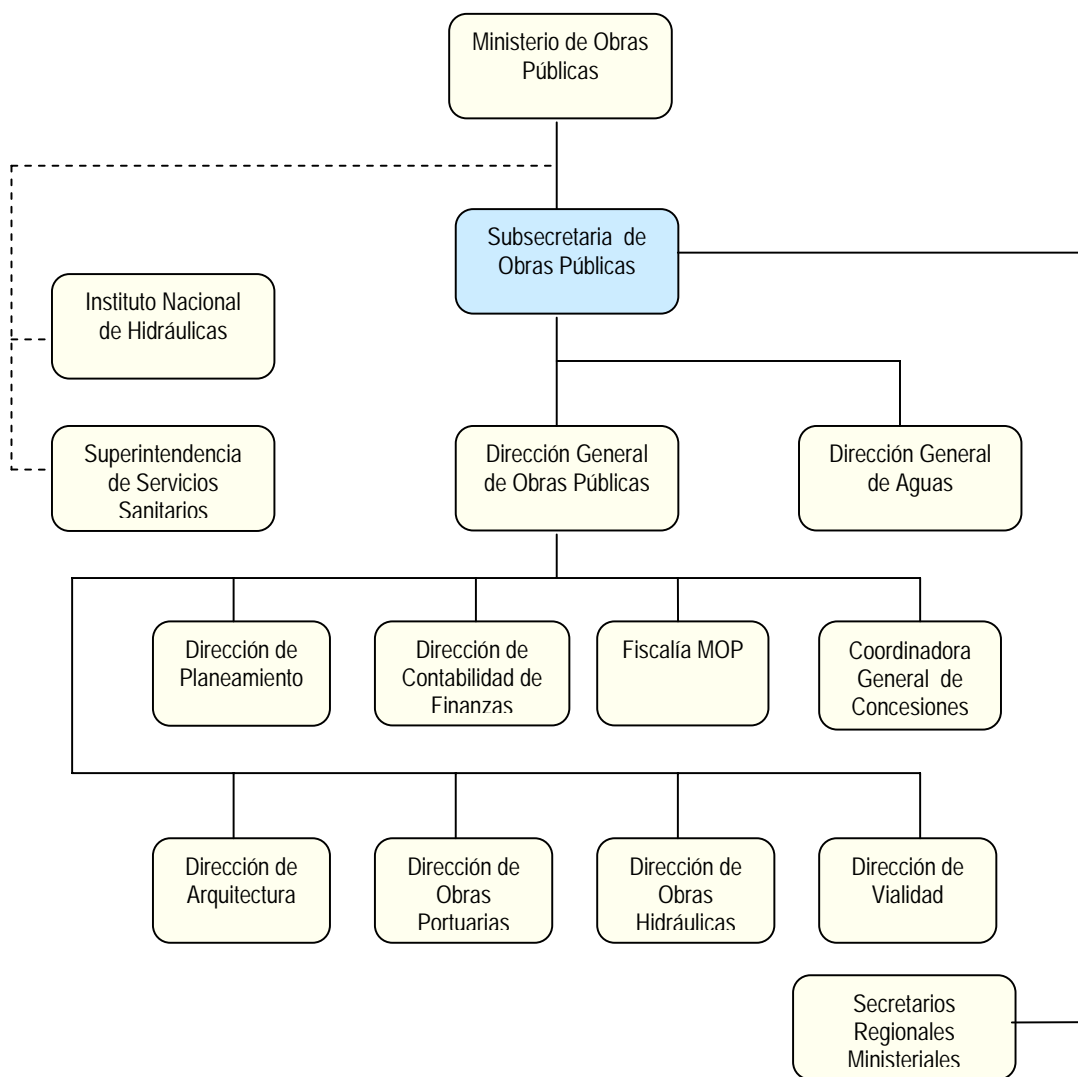 Ministerio de Obras
Públicas
Subsecretaria de
Obras Públicas
Instituto Nacional
de Hidráulicas
Superintendencia
de Servicios
Sanitarios
Dirección General
de Obras Públicas
Dirección General
de Aguas
Dirección de
Planeamiento
Dirección de
Contabilidad de
Finanzas
Fiscalía MOP
Coordinadora
General de
Concesiones
Dirección de
Arquitectura
Dirección de
Obras
Portuarias
Dirección de
Obras
Hidráulicas
Dirección de
Vialidad
Secretarios
Regionales
Ministeriales